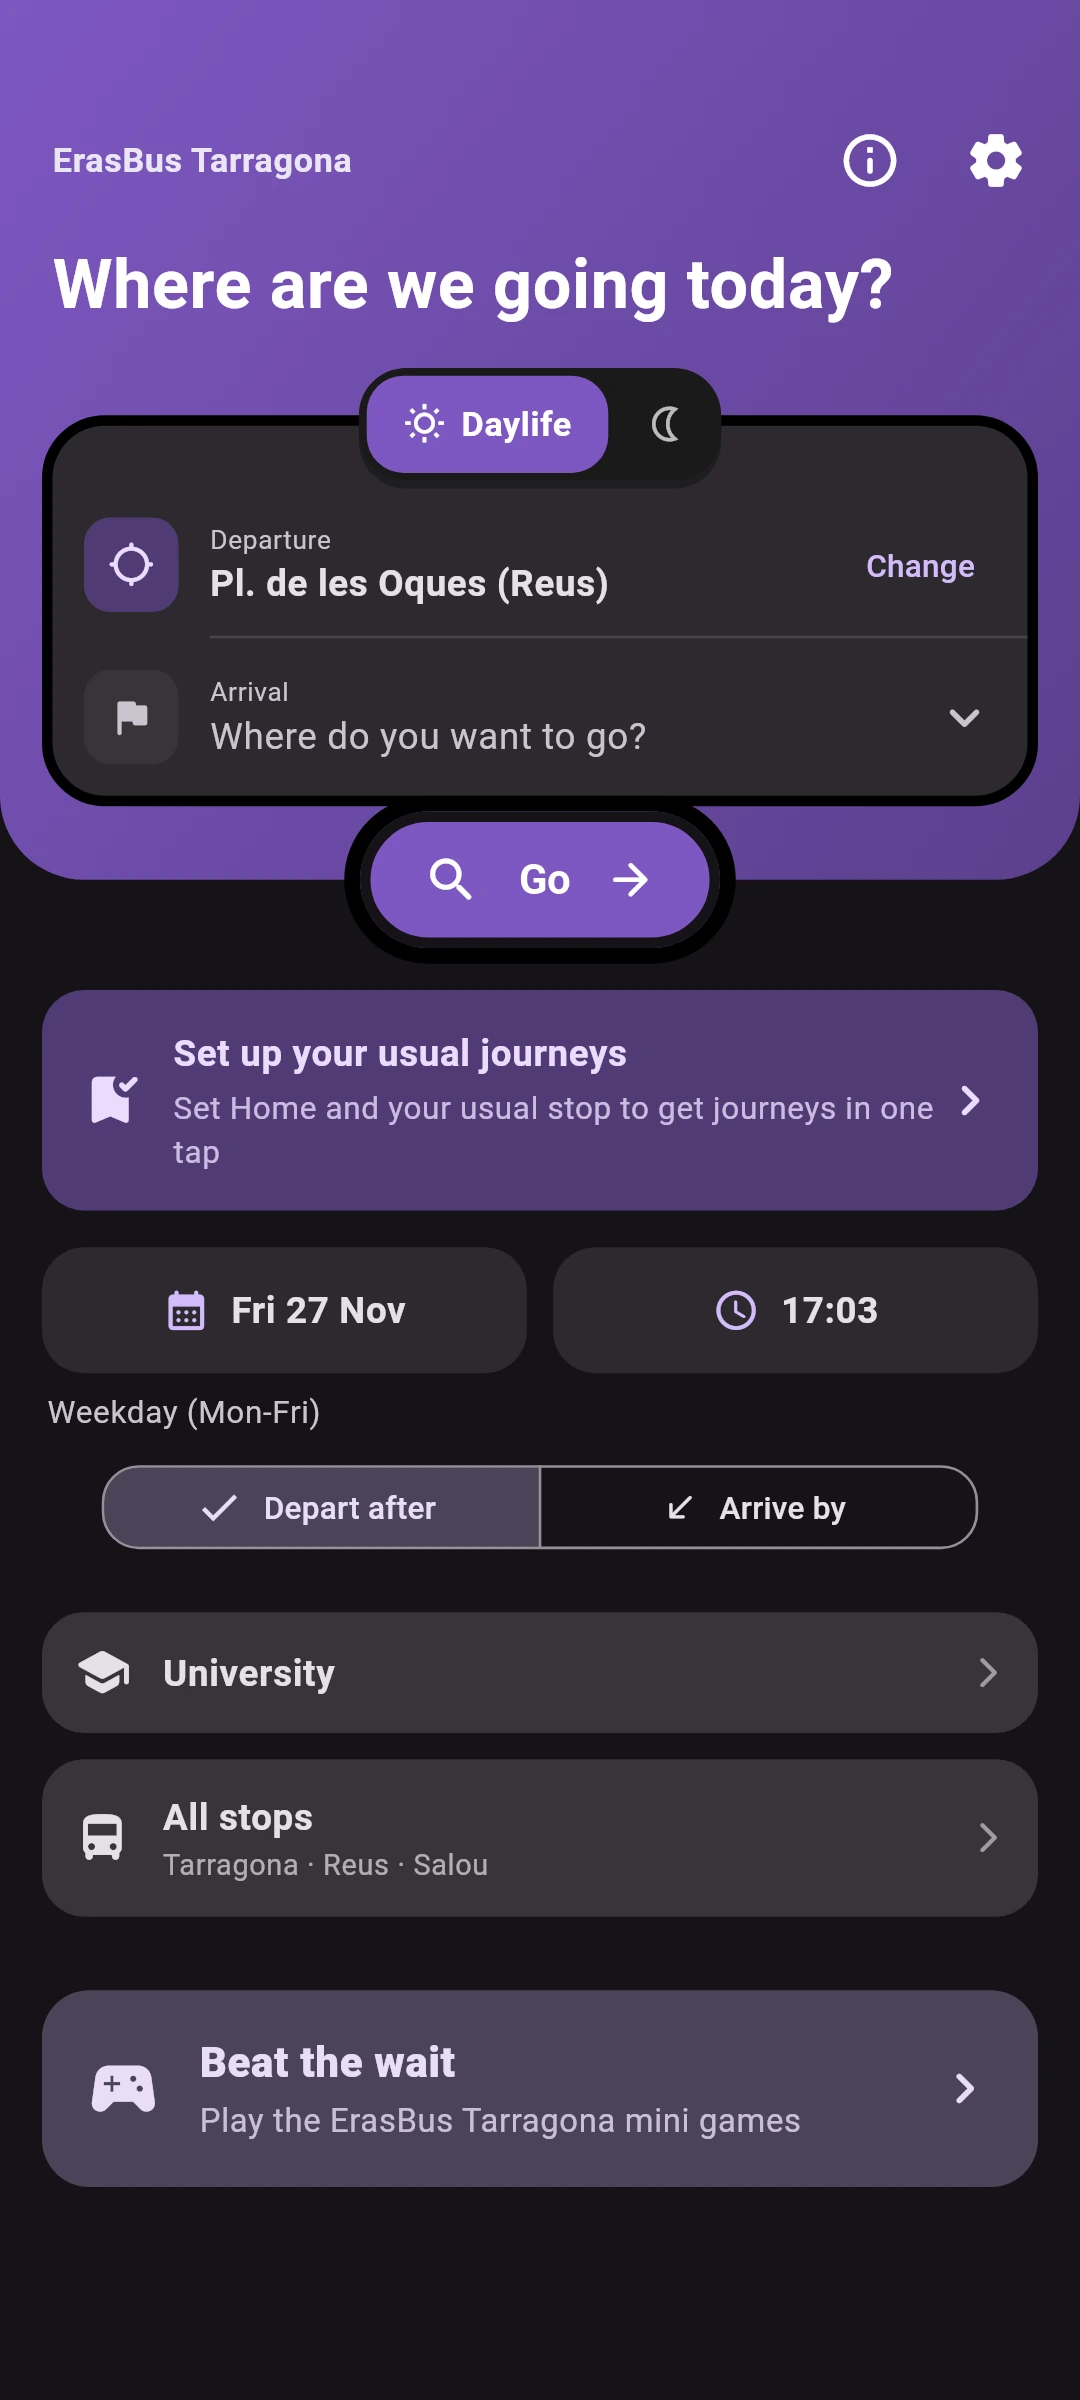 ErasBus Tarragona
Where are we going today?
Daylife
Departure
Pl. de les Oques (Reus)
Change
Arrival
Where do you want to go?
Go
Set up your usual journeys
Set Home and your usual stop to get journeys in one
tap
Fri 27 Nov
17:03
Weekday (Mon-Fri)
Depart after
Arrive by
University
All stops
Tarragona · Reus · Salou
Beat the wait
Play the ErasBus Tarragona mini games